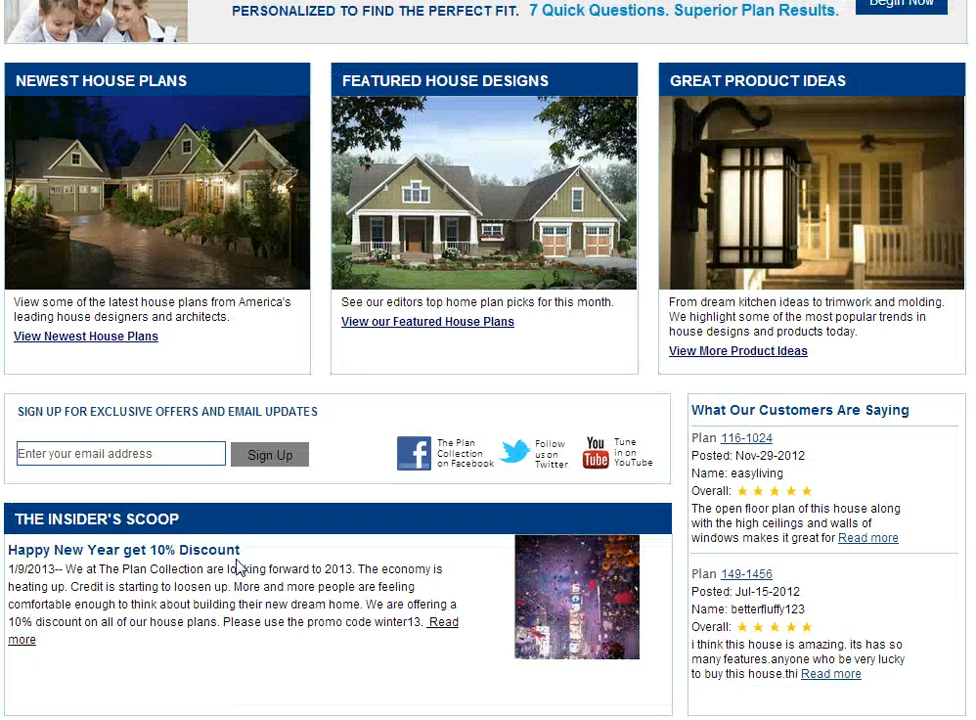 PERSONALIZED TO FIND THE PERFECT FIT. 7 Quick Questions. Superior Plan Results.
Begin Now
NEWEST HOUSE PLANS
FEATURED HOUSE DESIGNS
GREAT PRODUCT IDEAS
View some of the latest house plans from America's
leading house designers and architects.
View Newest House Plans
See our editors top home plan picks for this month.
View our Featured House Plans
From dream kitchen ideas to trimwork and molding.
We highlight some of the most popular trends in
house designs and products today.
View More Product Ideas
SIGN UP FOR EXCLUSIVE OFFERS AND EMAIL UPDATES
Enter your email address
Sign Up
The Plan
Collection
on Facebook
Follow
us on
Twitter
You
Tube
Tune
in on
YouTube
THE INSIDER'S SCOOP
Happy New Year get 10% Discount
1/9/2013-- We at The Plan Collection are looking forward to 2013. The economy is
heating up. Credit is starting to loosen up. More and more people are feeling
comfortable enough to think about building their new dream home. We are offering a
10% discount on all of our house plans. Please use the promo code winter13. Read
more
What Our Customers Are Saying
Plan 116-1024
Posted: Nov-29-2012
Name: easyliving
Overall: ★ ★ ★ ★ ★
The open floor plan of this house along
with the high ceilings and walls of
windows makes it great for Read more
Plan 149-1456
Posted: Jul-15-2012
Name: betterfluffy123
Overall: ★ ★ ★ ★ ★
i think this house is amazing. its has so
many features.anyone who be very lucky
to buy this house.thi Read more